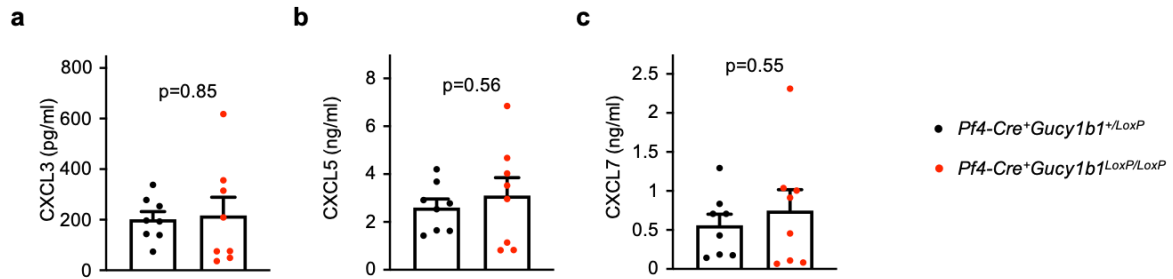 a
CXCL3 (pg/ml)
800
600
400
200
0
p=0.85
b
CXCL5 (ng/ml)
8
6
4
2
0
p=0.56
c
CXCL7 (ng/ml)
2.5
2
1.5
1
0.5
0
p=0.55
Pf4-Cre⁺Gucy1b1⁺/LoxP
Pf4-Cre⁺Gucy1b1LoxP/LoxP